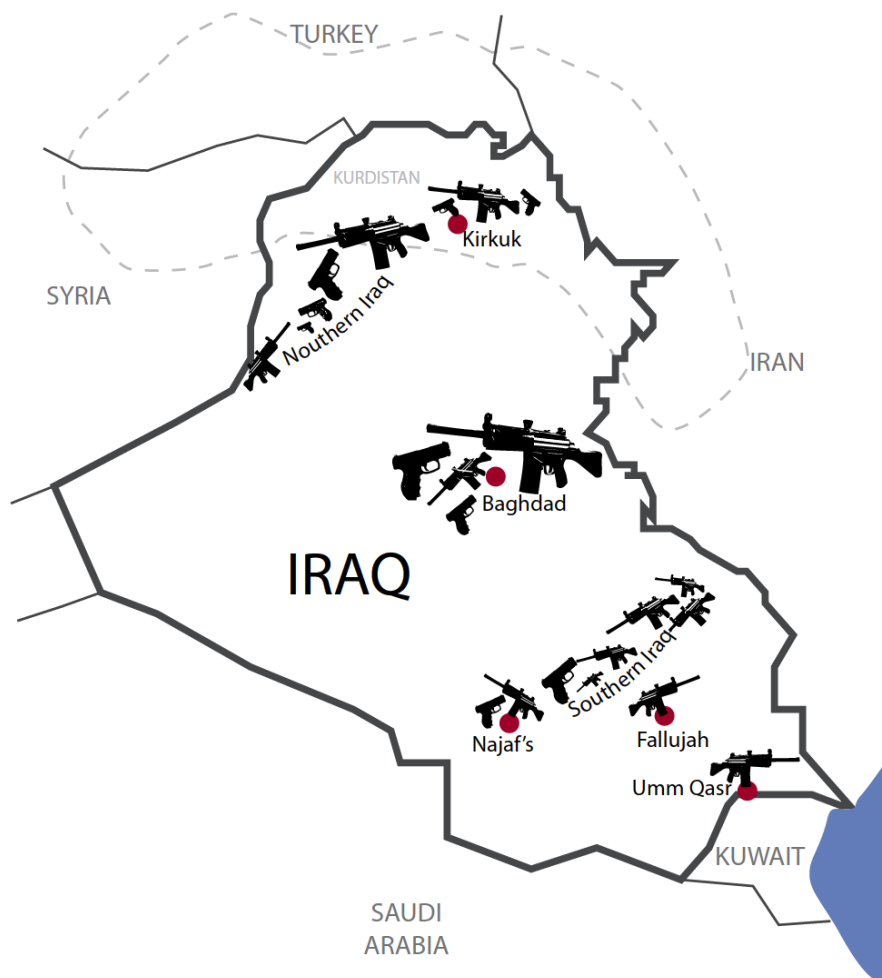 TURKEY
KURDISTAN
Kirkuk
SYRIA
Nouthern Iraq
IRAN
Baghdad
IRAQ
Southern Iraq
Najaf's
Fallujah
Umm Qasr
KUWAIT
SAUDI
ARABIA